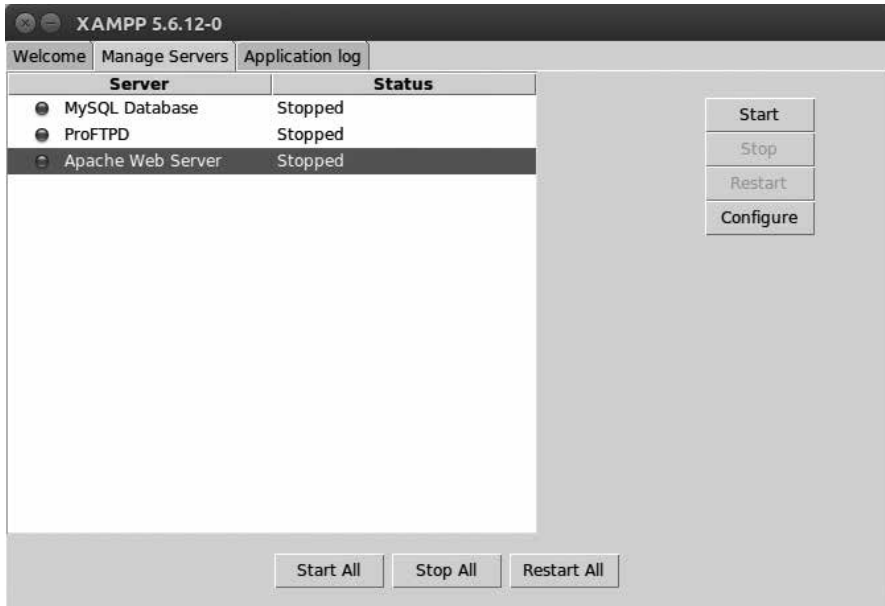 XAMPP 5.6.12-0
Welcome Manage Servers Application log
Server Status
MySQL Database Stopped
ProFTPD Stopped
Apache Web Server Stopped
Start
Stop
Restart
Configure
Start All Stop All Restart All